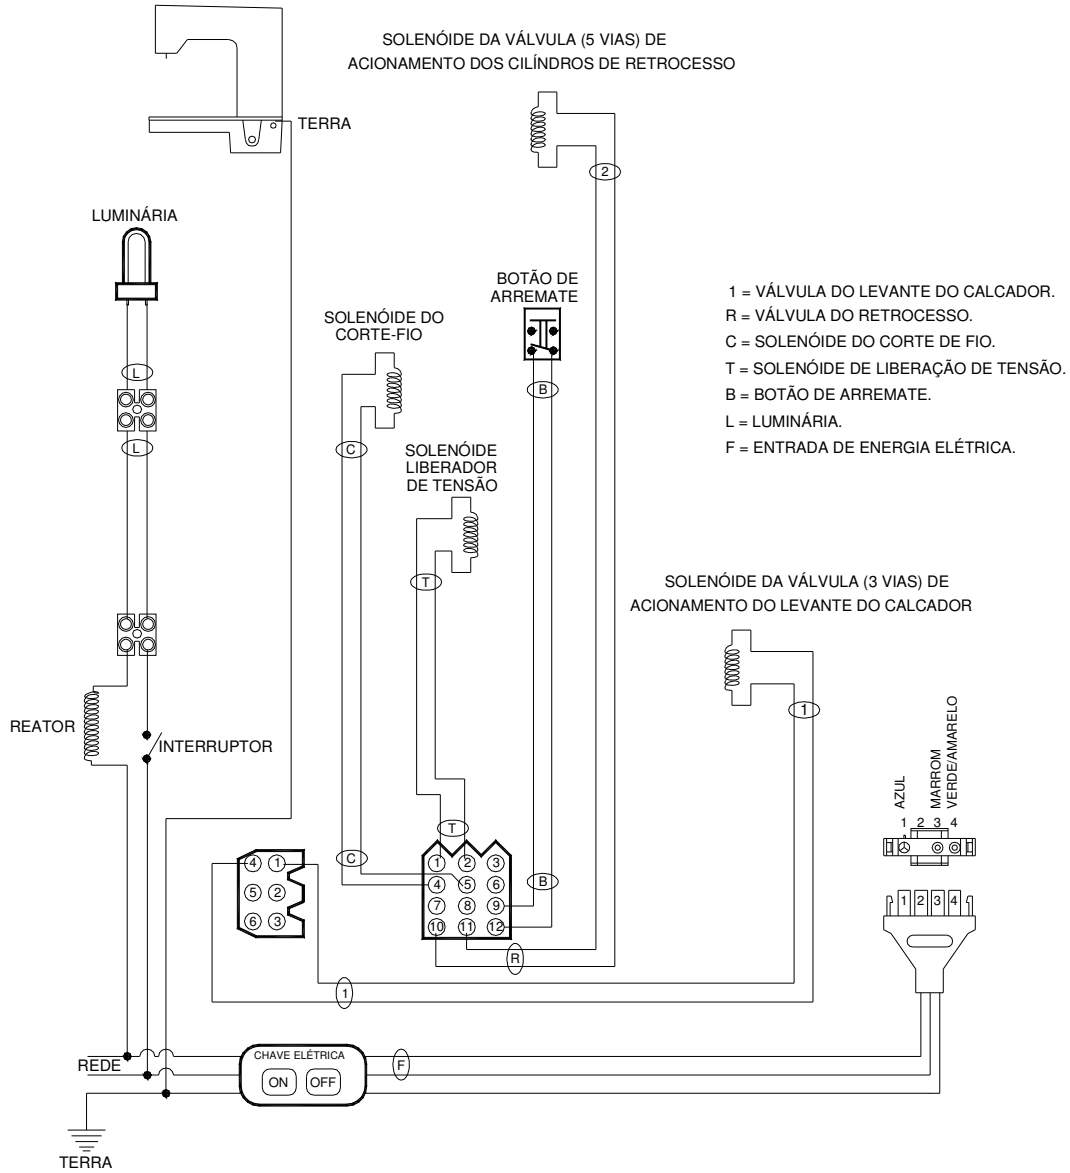 SOLENÓIDE DA VÁLVULA (5 VIAS) DE
ACIONAMENTO DOS CILÍNDROS DE RETROCESSO
TERRA
2
LUMINÁRIA
L
L
BOTÃO DE
ARREMATE
B
SOLENÓIDE DO
CORTE-FIO
C
SOLENÓIDE
LIBERADOR
DE TENSÃO
T
1 = VÁLVULA DO LEVANTE DO CALCADOR.
R = VÁLVULA DO RETROCESSO.
C = SOLENÓIDE DO CORTE DE FIO.
T = SOLENÓIDE DE LIBERAÇÃO DE TENSÃO.
B = BOTÃO DE ARREMATE.
L = LUMINÁRIA.
F = ENTRADA DE ENERGIA ELÉTRICA.
SOLENÓIDE DA VÁLVULA (3 VIAS) DE
ACIONAMENTO DO LEVANTE DO CALCADOR
1
REATOR
INTERRUPTOR
AZUL
MARROM
VERDE/AMARELO
1 2 3 4
T
C
B
4 1
5 2
6 3
1 2 3
4 5 6
7 8 9
10 11 12
1 2 3 4
R
1
REDE
CHAVE ELÉTRICA
ON OFF
F
TERRA